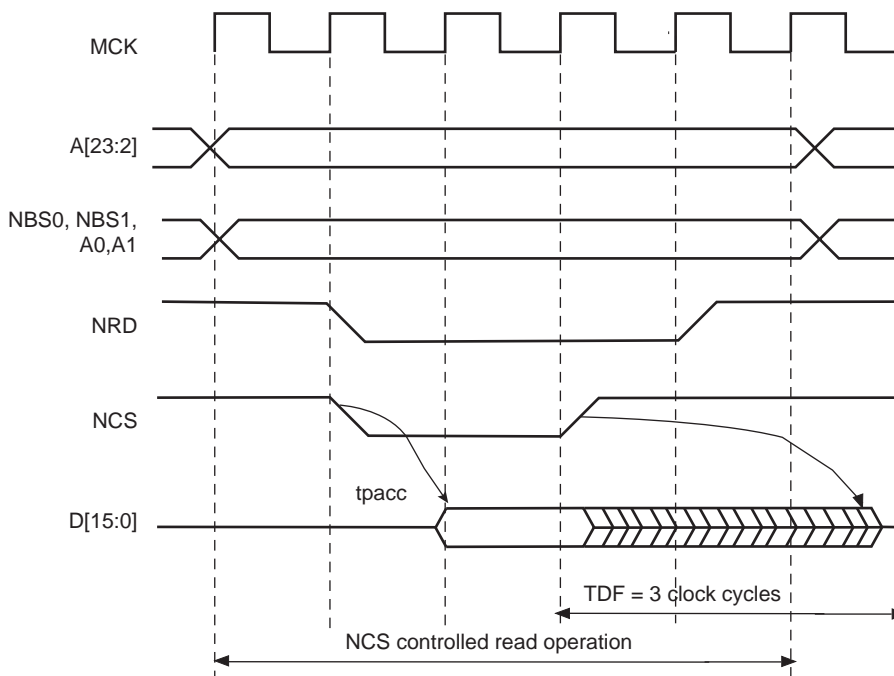 MCK
A[23:2]
NBS0, NBS1,
A0,A1
NRD
NCS
tpacc
D[15:0]
TDF = 3 clock cycles
NCS controlled read operation